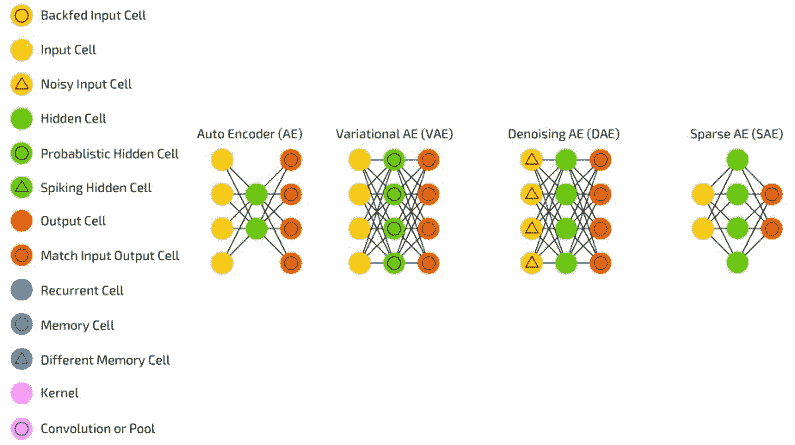 Backfed Input Cell
Input Cell
Noisy Input Cell
Hidden Cell
Probablistic Hidden Cell
Spiking Hidden Cell
Output Cell
Match Input Output Cell
Recurrent Cell
Memory Cell
Different Memory Cell
Kernel
Convolution or Pool
Auto Encoder (AE)
Variational AE (VAE)
Denoising AE (DAE)
Sparse AE (SAE)